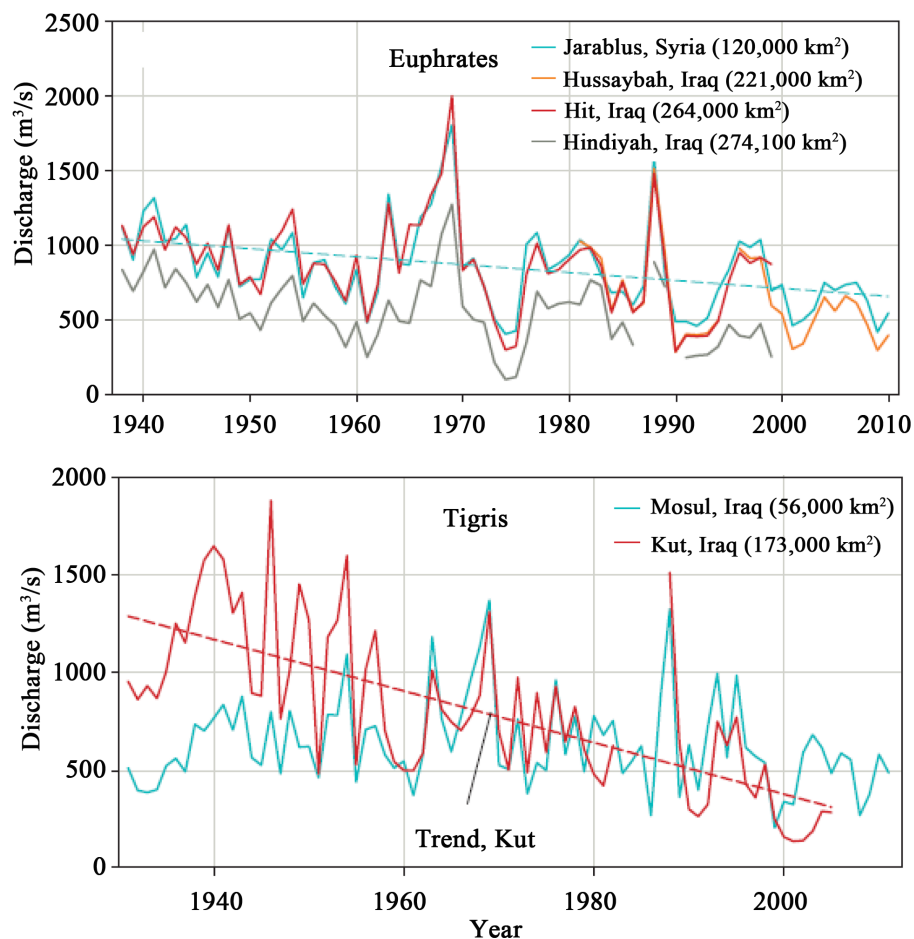 Euphrates
Jarablus, Syria (120,000 km²)
Hussaybah, Iraq (221,000 km²)
Hit, Iraq (264,000 km²)
Hindiyah, Iraq (274,100 km²)
Discharge (m³/s)
2500
2000
1500
1000
500
0
1940 1950 1960 1970 1980 1990 2000 2010
Tigris
Mosul, Iraq (56,000 km²)
Kut, Iraq (173,000 km²)
Discharge (m³/s)
2000
1500
1000
500
0
Trend, Kut
1940 1960 1980 2000
Year